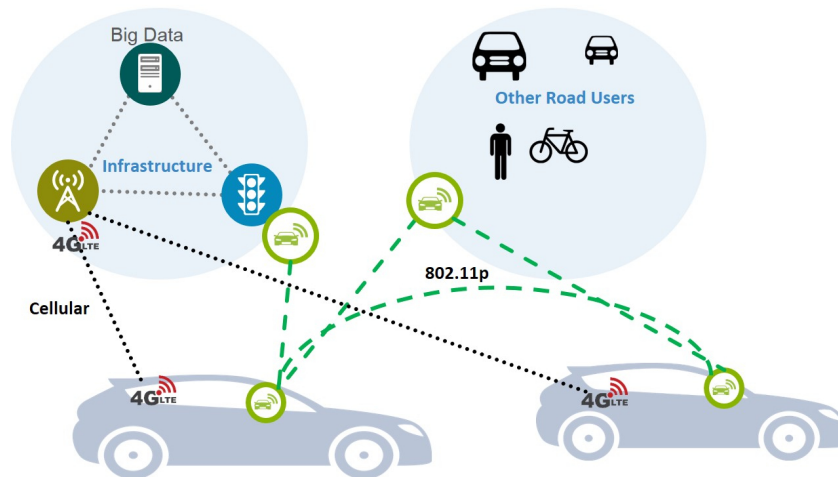 Big Data
Other Road Users
Infrastructure
4G LTE
802.11p
Cellular
4G LTE
4G LTE